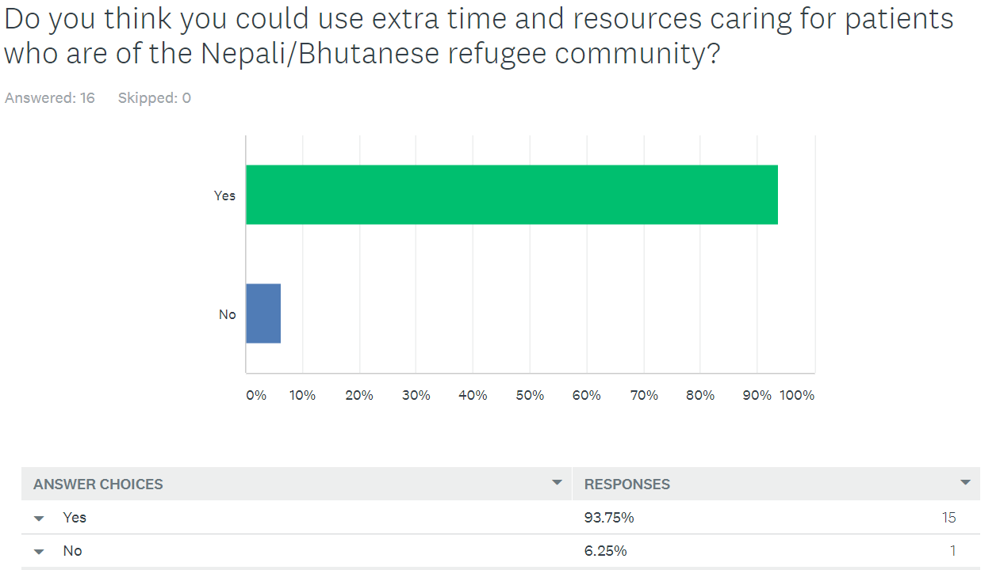 Do you think you could use extra time and resources caring for patients
who are of the Nepali/Bhutanese refugee community?
Answered: 16 Skipped: 0
Yes
No
0% 10% 20% 30% 40% 50% 60% 70% 80% 90% 100%
ANSWER CHOICES RESPONSES
Yes 93.75% 15
No 6.25% 1